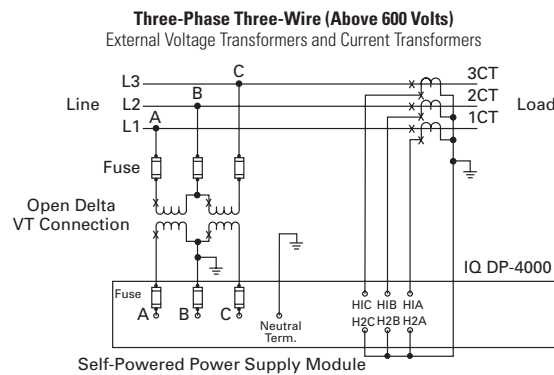 Three-Phase Three-Wire (Above 600 Volts)
External Voltage Transformers and Current Transformers
L3
C
3CT
Line
L2
B
2CT
Load
L1
A
1CT
Fuse
Open Delta
VT Connection
IQ DP-4000
Fuse
A
B
C
Neutral
Term.
HIC
HIB
HIA
H2C
H2B
H2A
Self-Powered Power Supply Module